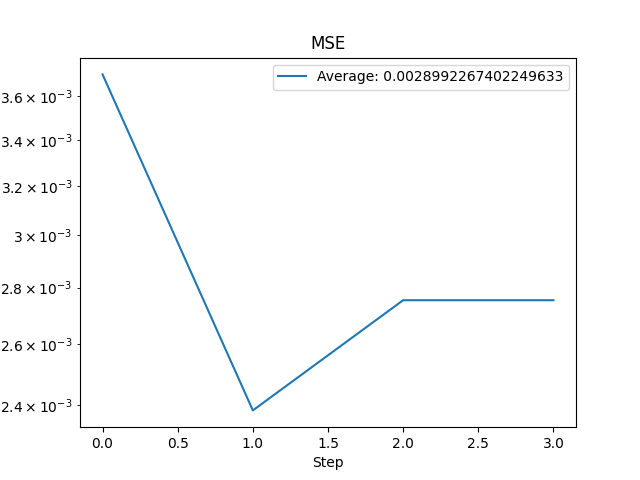 MSE
Average: 0.0028992267402249633
3.6 × 10⁻³
3.4 × 10⁻³
3.2 × 10⁻³
3 × 10⁻³
2.8 × 10⁻³
2.6 × 10⁻³
2.4 × 10⁻³
0.0 0.5 1.0 1.5 2.0 2.5 3.0
Step